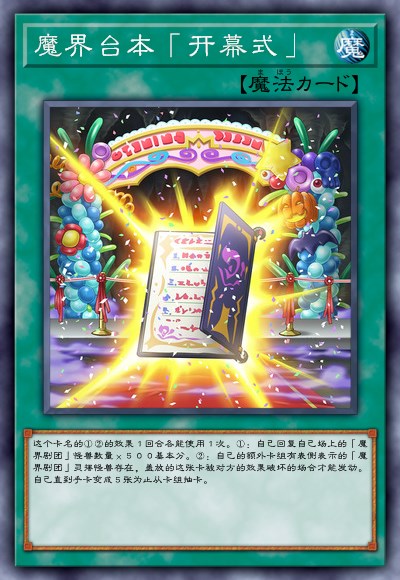 魔界台本「开幕式」
魔
【魔法カード】
ま ほう
这个卡名的①②的效果1回合各能使用1次。①：自己回复自己场上的「魔
界剧团」怪兽数量×500基本分。②：自己的额外卡组有表侧表示的「魔
界剧团」灵摆怪兽存在，盖放的这张卡被对方的效果破坏的场合才能发动。
自己直到手卡变成5张为止从卡组抽卡。